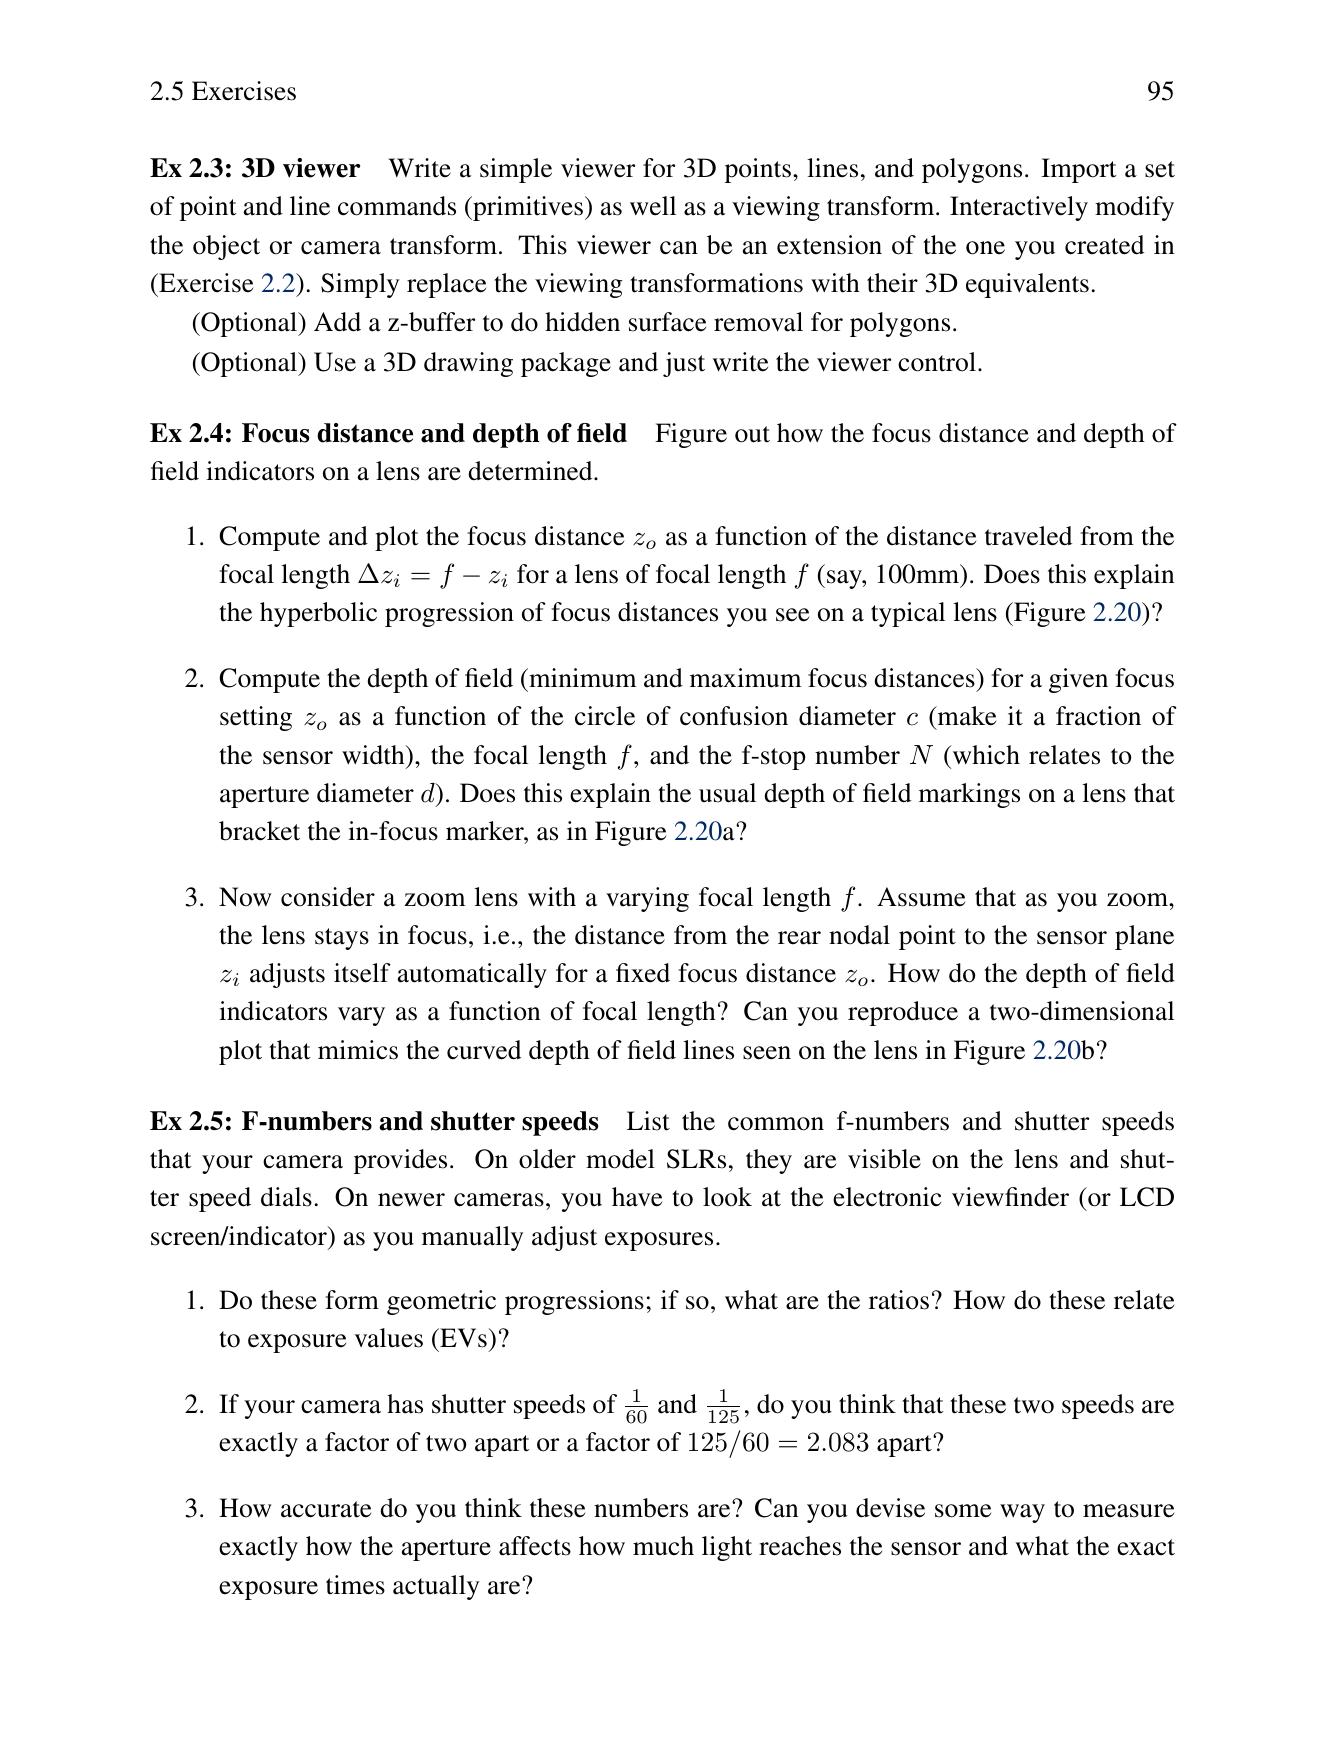 2.5 Exercises 95
Ex 2.3: 3D viewer Write a simple viewer for 3D points, lines, and polygons. Import a set
of point and line commands (primitives) as well as a viewing transform. Interactively modify
the object or camera transform. This viewer can be an extension of the one you created in
(Exercise 2.2). Simply replace the viewing transformations with their 3D equivalents.
(Optional) Add a z-buffer to do hidden surface removal for polygons.
(Optional) Use a 3D drawing package and just write the viewer control.
Ex 2.4: Focus distance and depth of field Figure out how the focus distance and depth of
field indicators on a lens are determined.
1. Compute and plot the focus distance zₒ as a function of the distance traveled from the
focal length Δzᵢ = f − zᵢ for a lens of focal length f (say, 100mm). Does this explain
the hyperbolic progression of focus distances you see on a typical lens (Figure 2.20)?
2. Compute the depth of field (minimum and maximum focus distances) for a given focus
setting zₒ as a function of the circle of confusion diameter c (make it a fraction of
the sensor width), the focal length f, and the f-stop number N (which relates to the
aperture diameter d). Does this explain the usual depth of field markings on a lens that
bracket the in-focus marker, as in Figure 2.20a?
3. Now consider a zoom lens with a varying focal length f. Assume that as you zoom,
the lens stays in focus, i.e., the distance from the rear nodal point to the sensor plane
zᵢ adjusts itself automatically for a fixed focus distance zₒ. How do the depth of field
indicators vary as a function of focal length? Can you reproduce a two-dimensional
plot that mimics the curved depth of field lines seen on the lens in Figure 2.20b?
Ex 2.5: F-numbers and shutter speeds List the common f-numbers and shutter speeds
that your camera provides. On older model SLRs, they are visible on the lens and shut-
ter speed dials. On newer cameras, you have to look at the electronic viewfinder (or LCD
screen/indicator) as you manually adjust exposures.
1. Do these form geometric progressions; if so, what are the ratios? How do these relate
to exposure values (EVs)?
2. If your camera has shutter speeds of 1/60 and 1/125, do you think that these two speeds are
exactly a factor of two apart or a factor of 125/60 = 2.083 apart?
3. How accurate do you think these numbers are? Can you devise some way to measure
exactly how the aperture affects how much light reaches the sensor and what the exact
exposure times actually are?